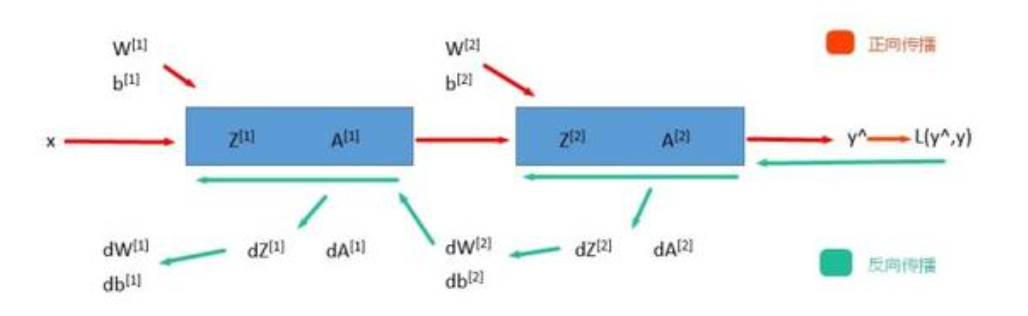 W[1]
b[1]
W[2]
b[2]
正向传播
x
Z[1] A[1]
Z[2] A[2]
y^
L(y^,y)
dW[1]
db[1]
dZ[1] dA[1]
dW[2]
db[2]
dZ[2] dA[2]
反向传播